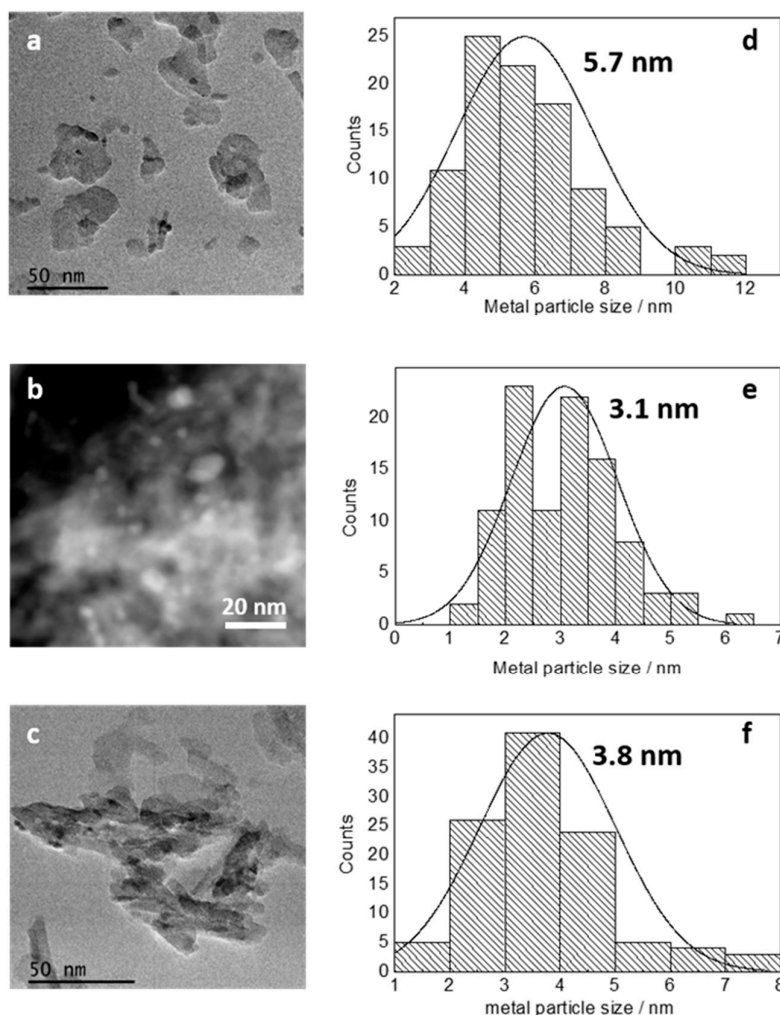 a
50 nm
d
5.7 nm
25
20
15
10
5
0
Counts
2 4 6 8 10 12
Metal particle size / nm
b
20 nm
e
3.1 nm
20
15
10
5
0
Counts
0 1 2 3 4 5 6 7
Metal particle size / nm
c
50 nm
f
3.8 nm
40
35
30
25
20
15
10
5
0
Counts
1 2 3 4 5 6 7 8
metal particle size / nm